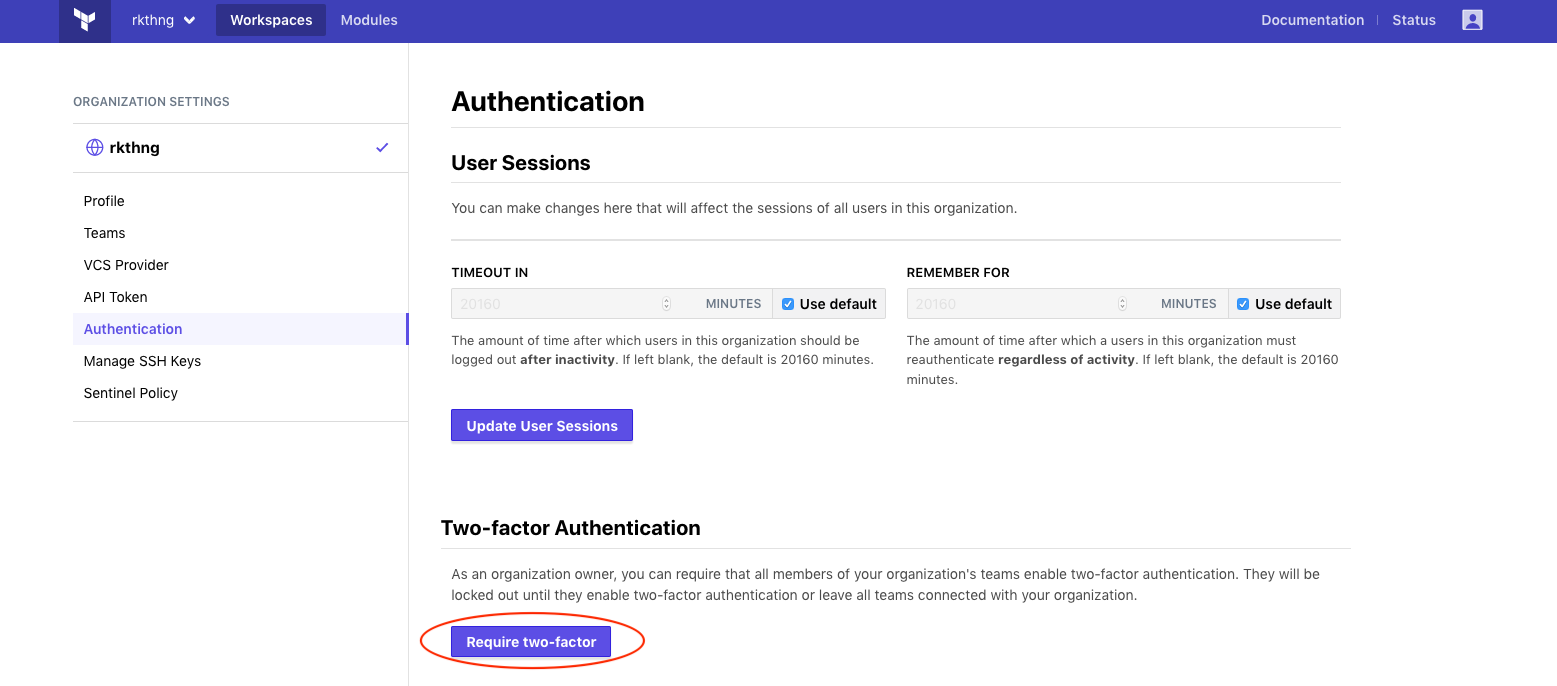 rkthng
Workspaces
Modules
Documentation
Status
ORGANIZATION SETTINGS
rkthng
Profile
Teams
VCS Provider
API Token
Authentication
Manage SSH Keys
Sentinel Policy
Authentication
User Sessions
You can make changes here that will affect the sessions of all users in this organization.
TIMEOUT IN
20160
MINUTES
Use default
The amount of time after which users in this organization should be
logged out after inactivity. If left blank, the default is 20160 minutes.
REMEMBER FOR
20160
MINUTES
Use default
The amount of time after which a users in this organization must
reauthenticate regardless of activity. If left blank, the default is 20160
minutes.
Update User Sessions
Two-factor Authentication
As an organization owner, you can require that all members of your organization's teams enable two-factor authentication. They will be
locked out until they enable two-factor authentication or leave all teams connected with your organization.
Require two-factor